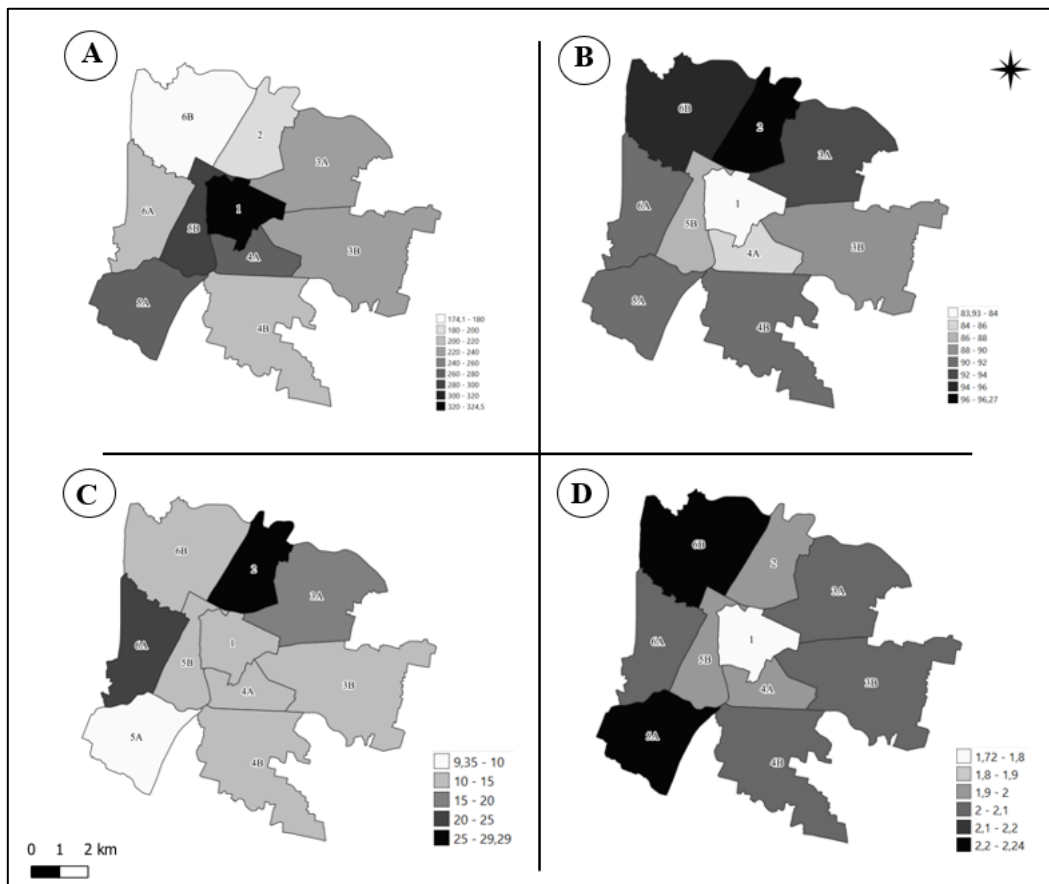 A
6B
2
3A
6A
5B
1
4A
3B
5A
4B
174,1 - 180
180 - 200
200 - 220
220 - 240
240 - 260
260 - 280
280 - 300
300 - 320
320 - 324,5
B
6B
2
3A
6A
5B
1
4A
3B
5A
4B
83,93 - 84
84 - 86
86 - 88
88 - 90
90 - 92
92 - 94
94 - 96
96 - 96,27
C
6B
2
3A
6A
5B
1
4A
3B
5A
4B
9,35 - 10
10 - 15
15 - 20
20 - 25
25 - 29,29
0 1 2 km
D
6B
2
3A
6A
5B
1
4A
3B
5A
4B
1,72 - 1,8
1,8 - 1,9
1,9 - 2
2 - 2,1
2,1 - 2,2
2,2 - 2,24